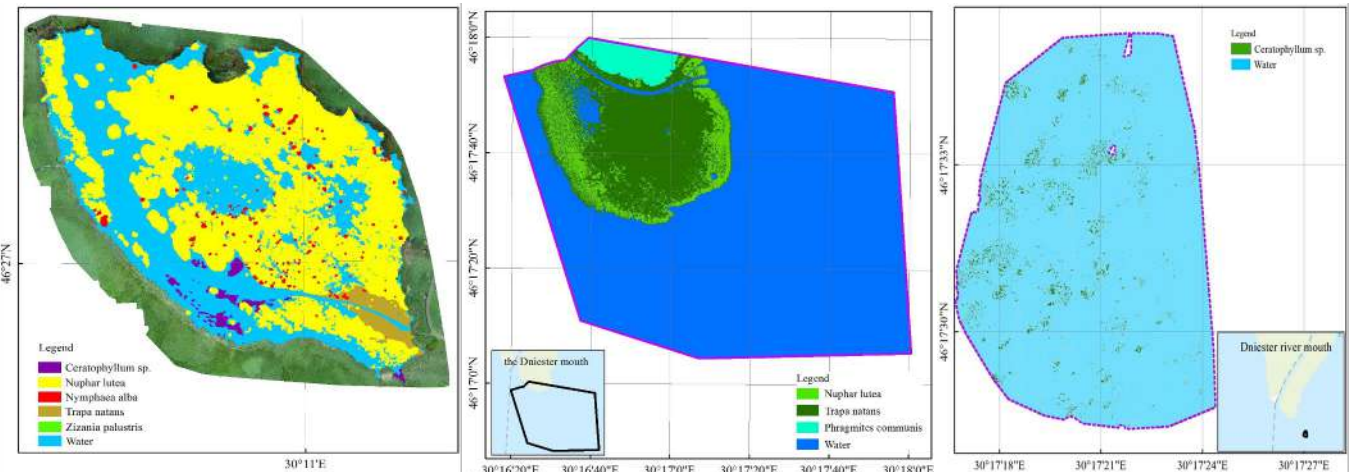 46°27'N
Legend
Ceratophyllum sp.
Nuphar lutea
Nymphaea alba
Trapa natans
Zizania palustris
Water
30°11'E
46°18'0"N
46°17'40"N
46°17'20"N
46°17'0"N
the Dniester mouth
Legend
Nuphar lutea
Trapa natans
Phragmites communis
Water
30°16'20"E
30°16'40"E
30°17'0"E
30°17'20"E
30°17'40"E
30°18'0"E
Legend
Ceratophyllum sp.
Water
46°17'33"N
46°17'30"N
Dniester river mouth
30°17'18"E
30°17'21"E
30°17'24"E
30°17'27"E